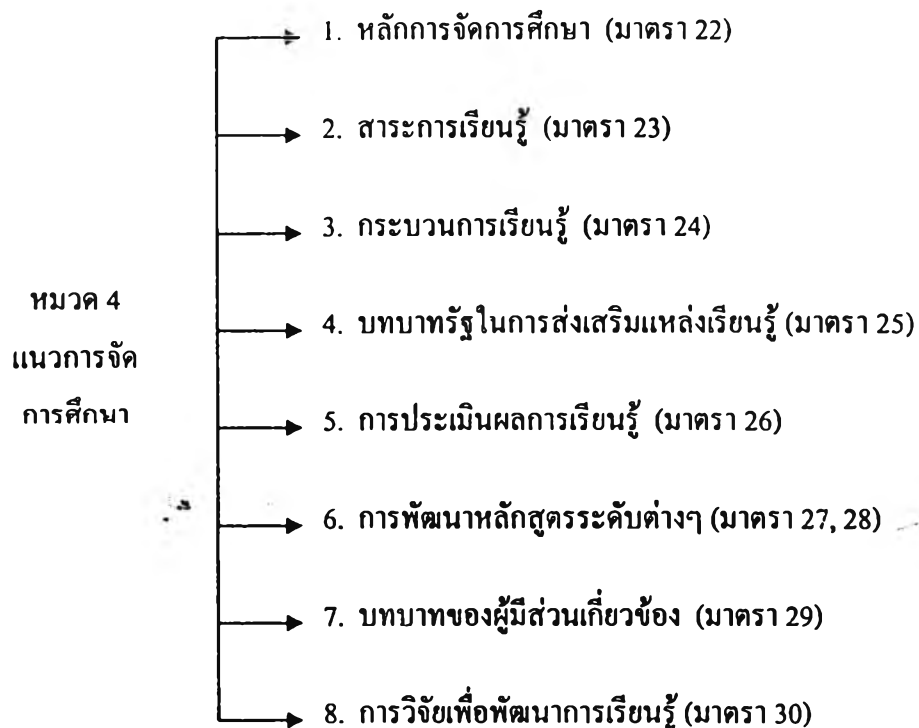 1. หลักการจัดการศึกษา (มาตรา 22)
2. สาระการเรียนรู้ (มาตรา 23)
3. กระบวนการเรียนรู้ (มาตรา 24)
หมวด 4
แนวการจัด
การศึกษา
4. บทบาทรัฐในการส่งเสริมแหล่งเรียนรู้ (มาตรา 25)
5. การประเมินผลการเรียนรู้ (มาตรา 26)
6. การพัฒนาหลักสูตรระดับต่างๆ (มาตรา 27, 28)
7. บทบาทของผู้มีส่วนเกี่ยวข้อง (มาตรา 29)
8. การวิจัยเพื่อพัฒนาการเรียนรู้ (มาตรา 30)